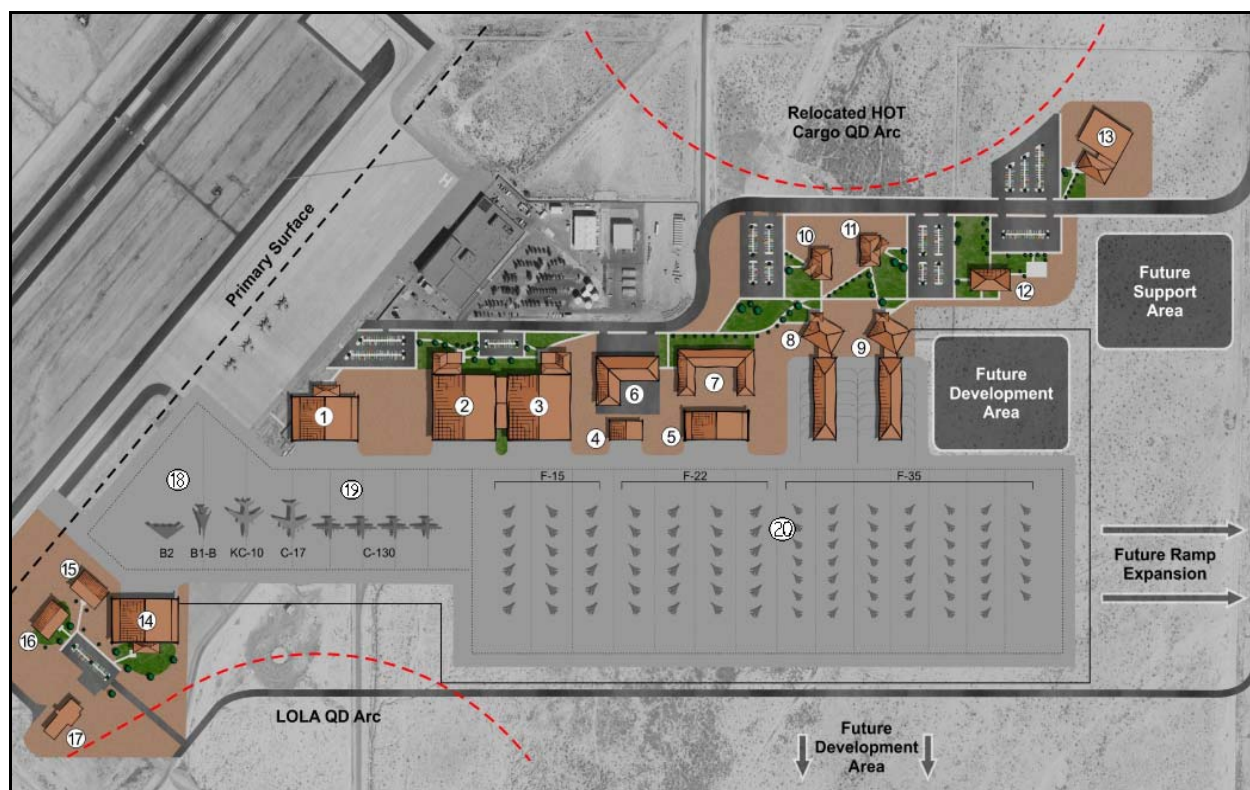 Relocated HOT
Cargo QD Arc
Primary Surface
H
13
10
11
12
Future
Support
Area
8
9
Future
Development
Area
1
2
3
6
7
4
5
18
19
20
F-15
F-22
F-35
B2
B1-B
KC-10
C-17
C-130
Future Ramp
Expansion
15
14
16
17
LOLA QD Arc
Future
Development
Area